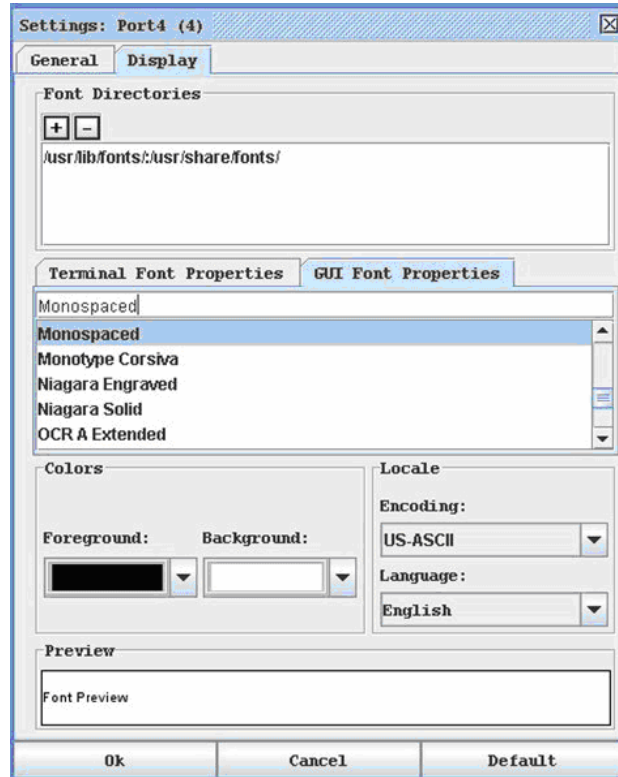 Settings: Port4 (4)
General Display
Font Directories
+ -
/usr/lib/fonts/:/usr/share/fonts/
Terminal Font Properties GUI Font Properties
Monospaced
Monospaced
Monotype Corsiva
Niagara Engraved
Niagara Solid
OCR A Extended
Colors
Foreground: Background:
Locale
Encoding:
US-ASCII
Language:
English
Preview
Font Preview
Ok Cancel Default